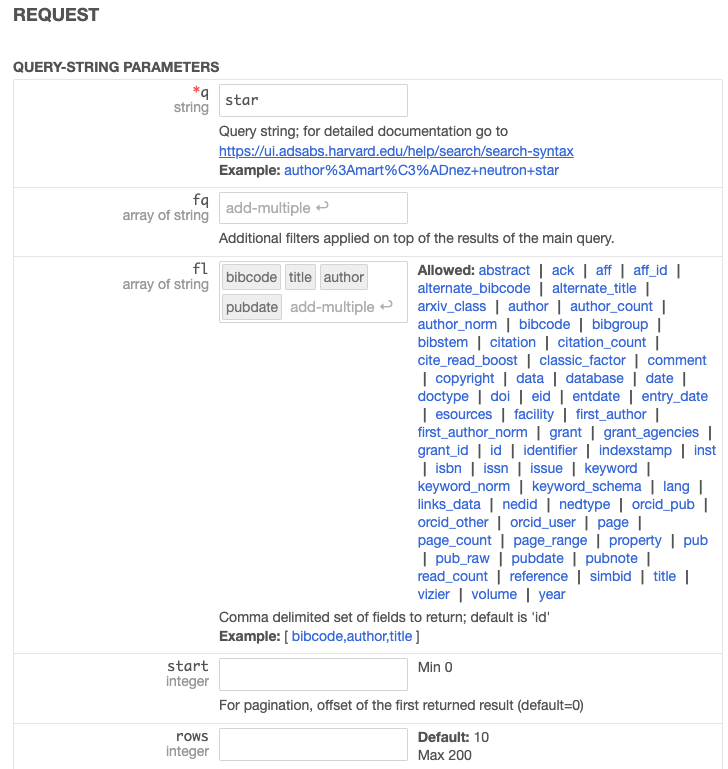 REQUEST
QUERY-STRING PARAMETERS
*q
string
star
Query string; for detailed documentation go to
https://ui.adsabs.harvard.edu/help/search/search-syntax
Example: author%3Amart%C3%ADnez+neutron+star
fq
array of string
add-multiple ↩
Additional filters applied on top of the results of the main query.
fl
array of string
bibcode title author
pubdate add-multiple ↩
Allowed: abstract | ack | aff | aff_id |
alternate_bibcode | alternate_title |
arxiv_class | author | author_count |
author_norm | bibcode | bibgroup |
bibstem | citation | citation_count |
cite_read_boost | classic_factor | comment
| copyright | data | database | date |
doctype | doi | eid | entdate | entry_date
| esources | facility | first_author |
first_author_norm | grant | grant_agencies |
grant_id | id | identifier | indexstamp | inst
| isbn | issn | issue | keyword |
keyword_norm | keyword_schema | lang |
links_data | nedid | nedtype | orcid_pub |
orcid_other | orcid_user | page |
page_count | page_range | property | pub
| pub_raw | pubdate | pubnote |
read_count | reference | simbid | title |
vizier | volume | year
Comma delimited set of fields to return; default is 'id'
Example: [ bibcode,author,title ]
start
integer
Min 0
For pagination, offset of the first returned result (default=0)
rows
integer
Default: 10
Max 200